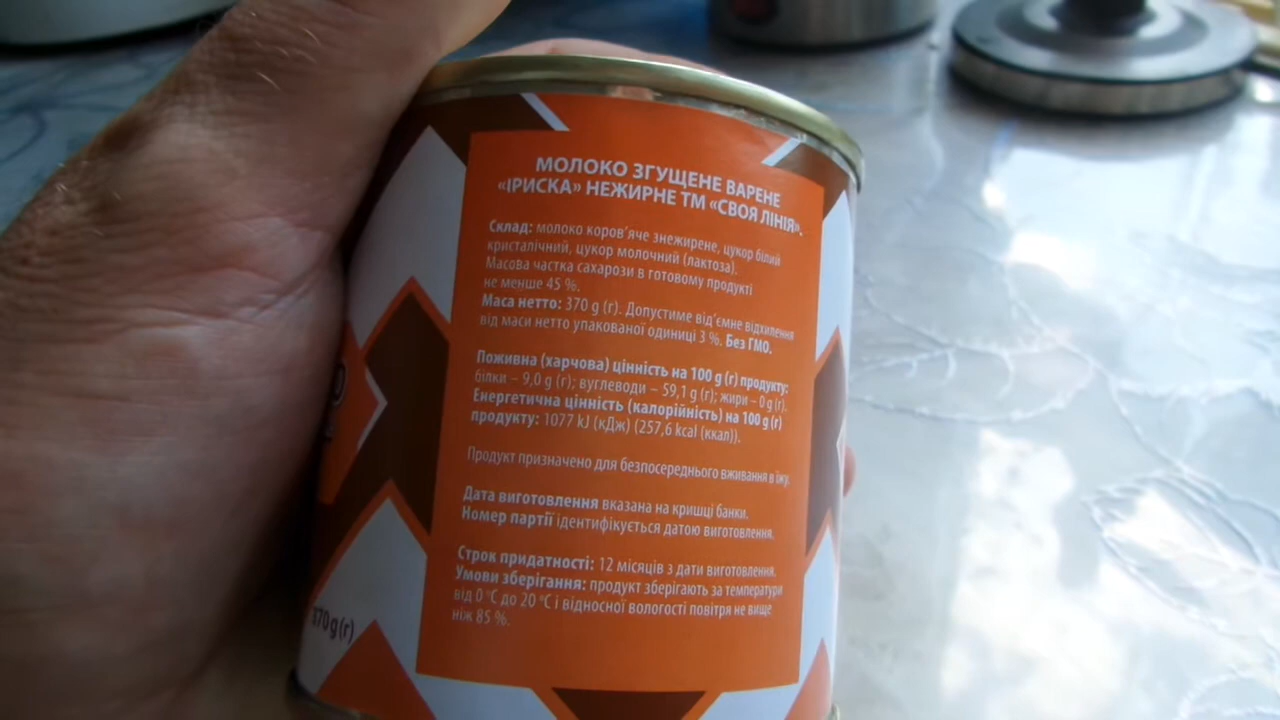 МОЛОКО ЗГУЩЕНЕ ВАРЕНЕ
«ІРИСКА» НЕЖИРНЕ ТМ «СВОЯ ЛІНІЯ».
Склад: молоко коров’яче знежирене, цукор білий
кристалічний, цукор молочний (лактоза).
Масова частка сахарози в готовому продукті
не менше 45 %.
Маса нетто: 370 g (г). Допустиме від’ємне відхилення
від маси нетто упакованої одиниці 3 %. Без ГМО.
Поживна (харчова) цінність на 100 g (г) продукту:
білки – 9,0 g (г); вуглеводи – 59,1 g (г); жири – 0 g (г).
Енергетична цінність (калорійність) на 100 g (г)
продукту: 1077 kJ (кДж) (257,6 kcal (ккал)).
Продукт призначено для безпосереднього вживання в їжу.
Дата виготовлення вказана на кришці банки.
Номер партії ідентифікується датою виготовлення.
Строк придатності: 12 місяців з дати виготовлення.
Умови зберігання: продукт зберігають за температури
від 0 °С до 20 °С і відносної вологості повітря не вище
ніж 85 %.
370 g (г)